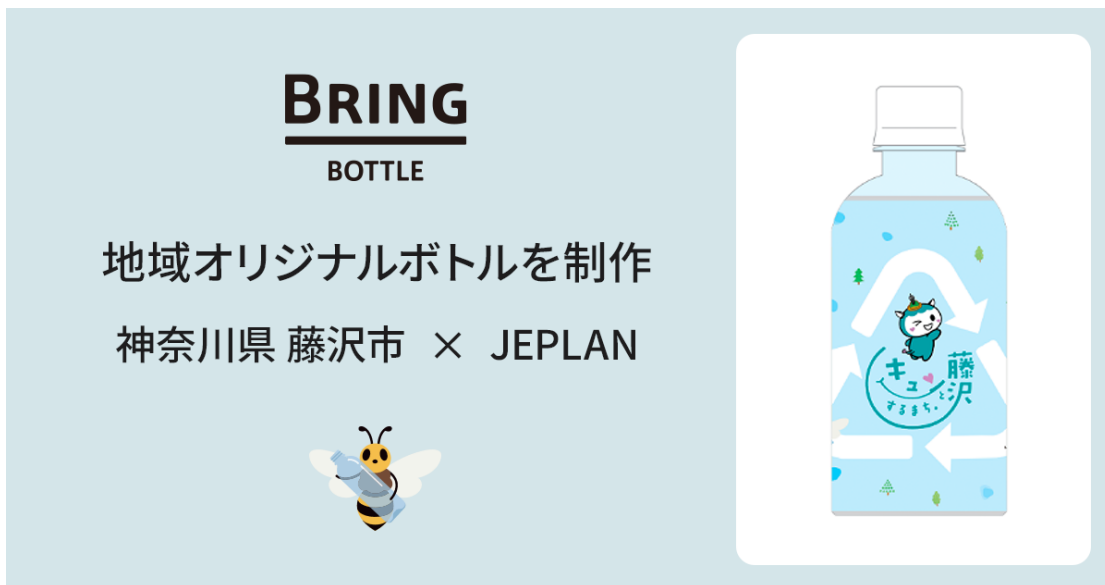 BRING
BOTTLE
地域オリジナルボトルを制作
神奈川県 藤沢市 × JEPLAN
キュンと
するまち。
藤沢